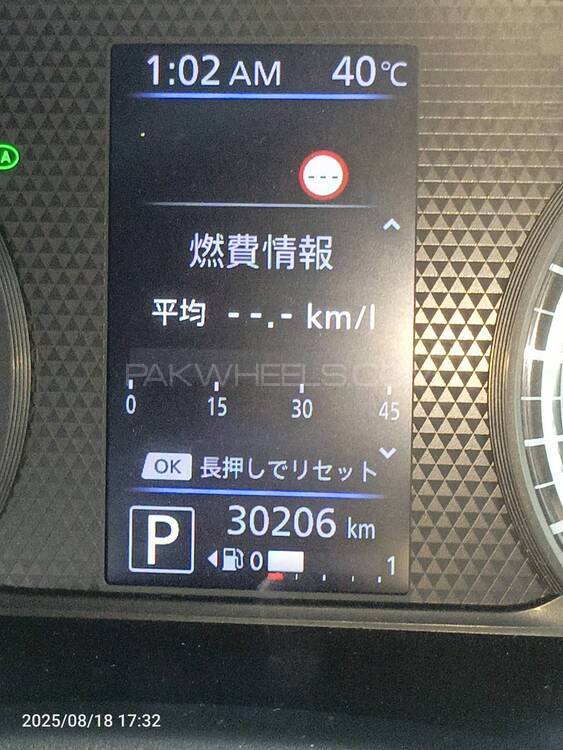 1:02 AM 40°C
A
---
燃費情報
平均 --.- km/l
PAKWHEELS.C
0 15 30 45
OK 長押しでリセット
P 30206 km
0 1
2025/08/18 17:32